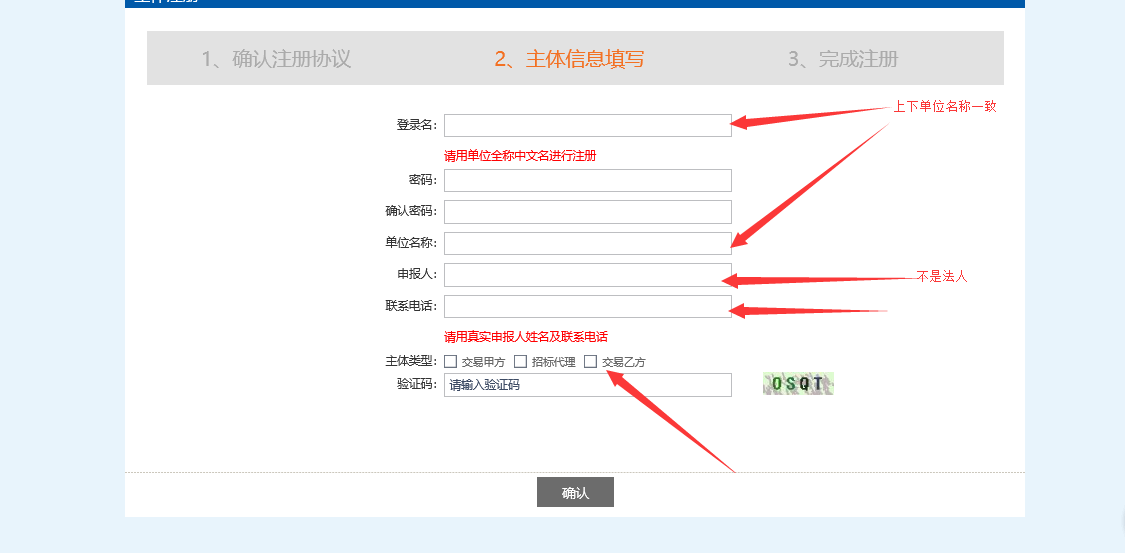 主体注册
1、确认注册协议 2、主体信息填写 3、完成注册
上下单位名称一致
登录名：
请用单位全称中文名进行注册
密码：
确认密码：
单位名称：
申报人： 不是法人
联系电话：
请用真实申报人姓名及联系电话
主体类型： 交易甲方 招标代理 交易乙方
验证码： 请输入验证码 OSQT
确认